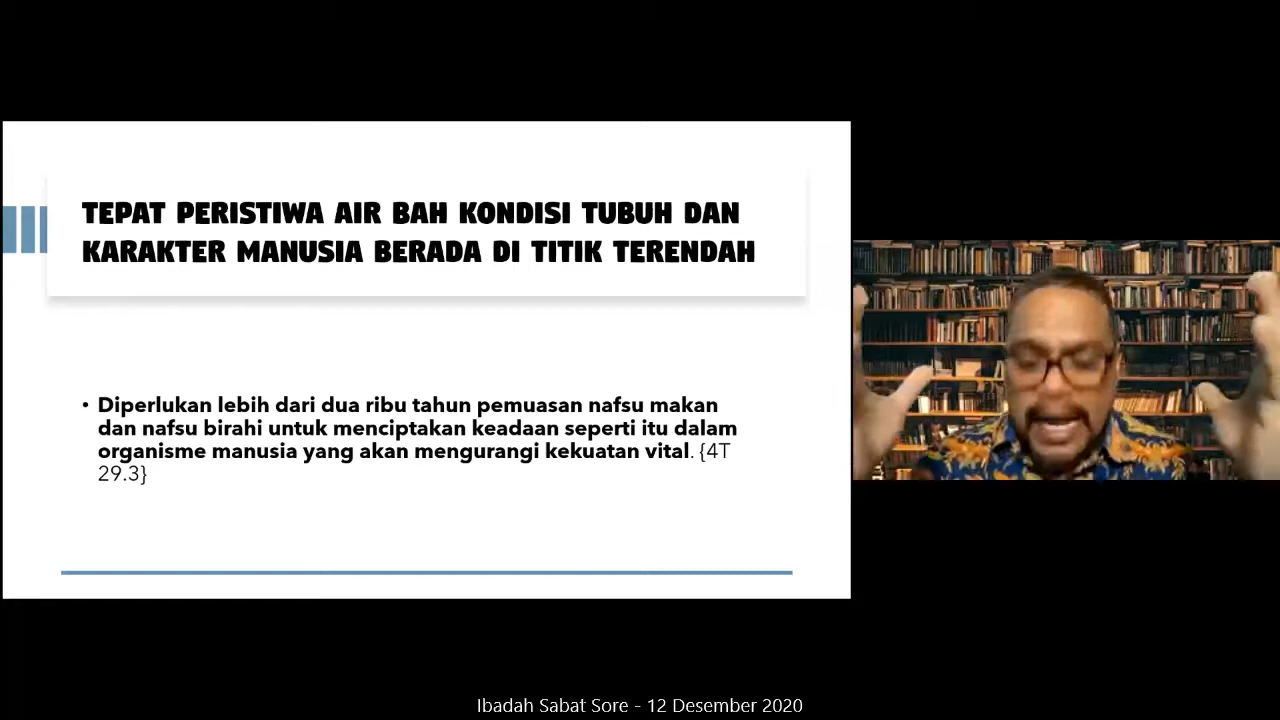 TEPAT PERISTIWA AIR BAH KONDISI TUBUH DAN
KARAKTER MANUSIA BERADA DI TITIK TERENDAH
• Diperlukan lebih dari dua ribu tahun pemuasan nafsu makan
dan nafsu birahi untuk menciptakan keadaan seperti itu dalam
organisme manusia yang akan mengurangi kekuatan vital. {4T
29.3}
Ibadah Sabat Sore - 12 Desember 2020